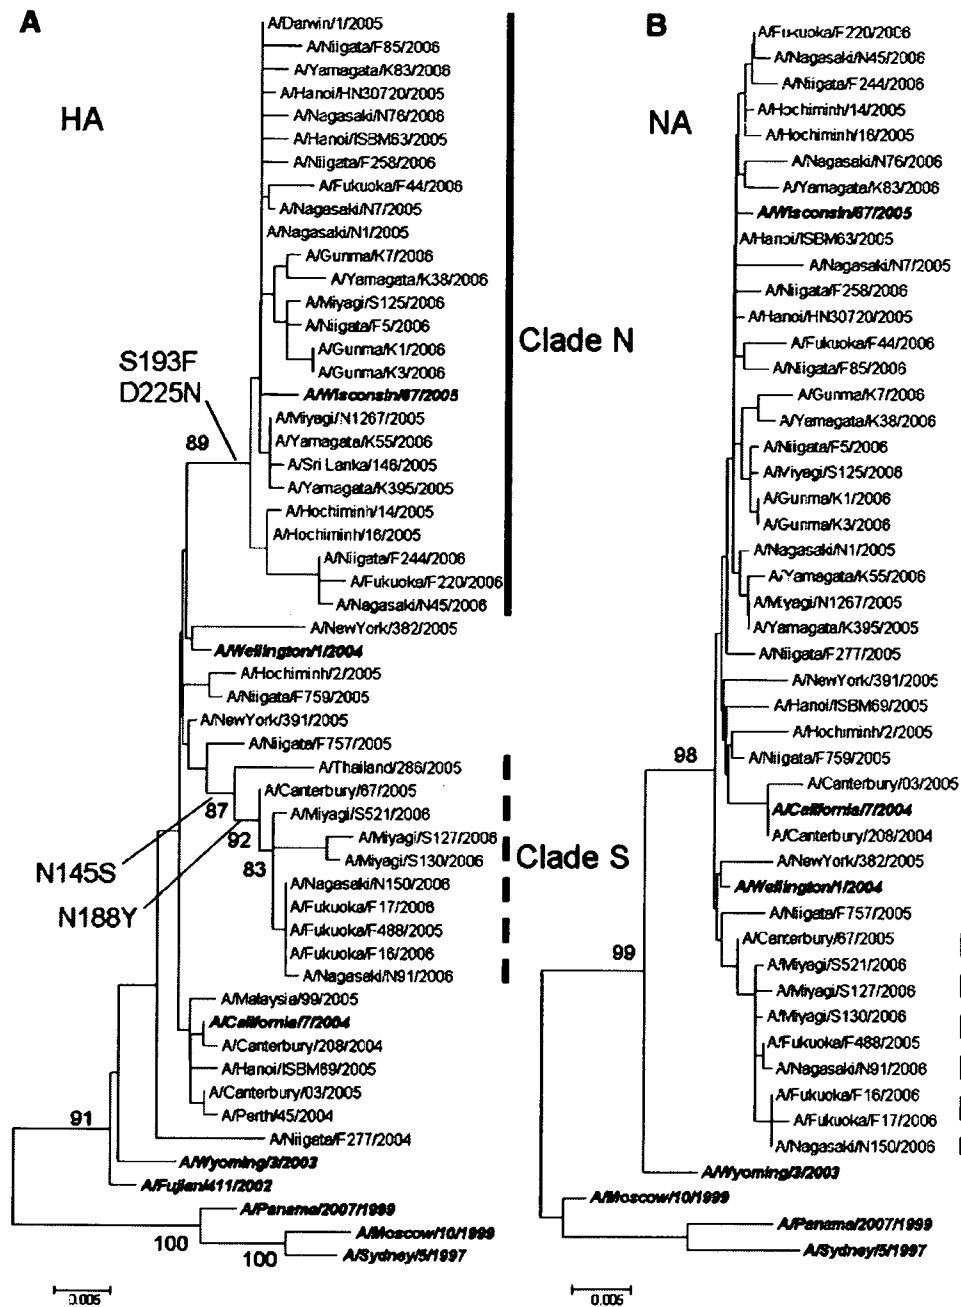 A
HA
A/Darwin/1/2005
A/Niigata/F85/2006
A/Yamagata/K83/2006
A/Hanoi/HN30720/2005
A/Nagasaki/N76/2006
A/Hanoi/ISBM63/2005
A/Niigata/F258/2006
A/Fukuoka/F44/2006
A/Nagasaki/N7/2005
A/Nagasaki/N1/2005
A/Gunma/K7/2006
A/Yamagata/K38/2006
A/Miyagi/S125/2006
A/Niigata/F5/2006
A/Gunma/K1/2006
A/Gunma/K3/2006
A/Wisconsin/67/2005
A/Miyagi/N1267/2005
A/Yamagata/K55/2006
A/Sri Lanka/146/2005
A/Yamagata/K395/2005
A/Hochiminh/14/2005
A/Hochiminh/16/2005
A/Niigata/F244/2006
A/Fukuoka/F220/2006
A/Nagasaki/N45/2006
A/NewYork/382/2005
A/Wellington/1/2004
A/Hochiminh/2/2005
A/Niigata/F759/2005
A/NewYork/391/2005
A/Niigata/F757/2005
A/Thailand/286/2005
A/Canterbury/67/2005
A/Miyagi/S521/2006
A/Miyagi/S127/2006
A/Miyagi/S130/2006
A/Nagasaki/N150/2006
A/Fukuoka/F17/2006
A/Fukuoka/F488/2005
A/Fukuoka/F16/2006
A/Nagasaki/N91/2006
A/Malaysia/99/2005
A/California/7/2004
A/Canterbury/208/2004
A/Hanoi/ISBM69/2005
A/Canterbury/03/2005
A/Perth/45/2004
A/Niigata/F277/2004
A/Wyoming/3/2003
A/Fujian/411/2002
A/Panama/2007/1999
A/Moscow/10/1999
A/Sydney/5/1997
S193F
D225N
89
87
92
83
N145S
N188Y
91
100
100
0.005
Clade N
Clade S
B
NA
A/Fukuoka/F220/2006
A/Nagasaki/N45/2006
A/Niigata/F244/2006
A/Hochiminh/14/2005
A/Hochiminh/16/2005
A/Nagasaki/N76/2006
A/Yamagata/K83/2006
A/Wisconsin/67/2005
A/Hanoi/ISBM63/2005
A/Nagasaki/N7/2005
A/Niigata/F258/2006
A/Hanoi/HN30720/2005
A/Fukuoka/F44/2006
A/Niigata/F85/2006
A/Gunma/K7/2006
A/Yamagata/K38/2006
A/Niigata/F5/2006
A/Miyagi/S125/2006
A/Gunma/K1/2006
A/Gunma/K3/2006
A/Nagasaki/N1/2005
A/Yamagata/K55/2006
A/Miyagi/N1267/2005
A/Yamagata/K395/2005
A/Niigata/F277/2005
A/NewYork/391/2005
A/Hanoi/ISBM69/2005
A/Hochiminh/2/2005
A/Niigata/F759/2005
A/Canterbury/03/2005
A/California/7/2004
A/Canterbury/208/2004
A/NewYork/382/2005
A/Wellington/1/2004
A/Niigata/F757/2005
A/Canterbury/67/2005
A/Miyagi/S521/2006
A/Miyagi/S127/2006
A/Miyagi/S130/2006
A/Fukuoka/F488/2005
A/Nagasaki/N91/2006
A/Fukuoka/F16/2006
A/Fukuoka/F17/2006
A/Nagasaki/N150/2006
A/Wyoming/3/2003
A/Moscow/10/1999
A/Panama/2007/1999
A/Sydney/5/1997
98
99
0.005